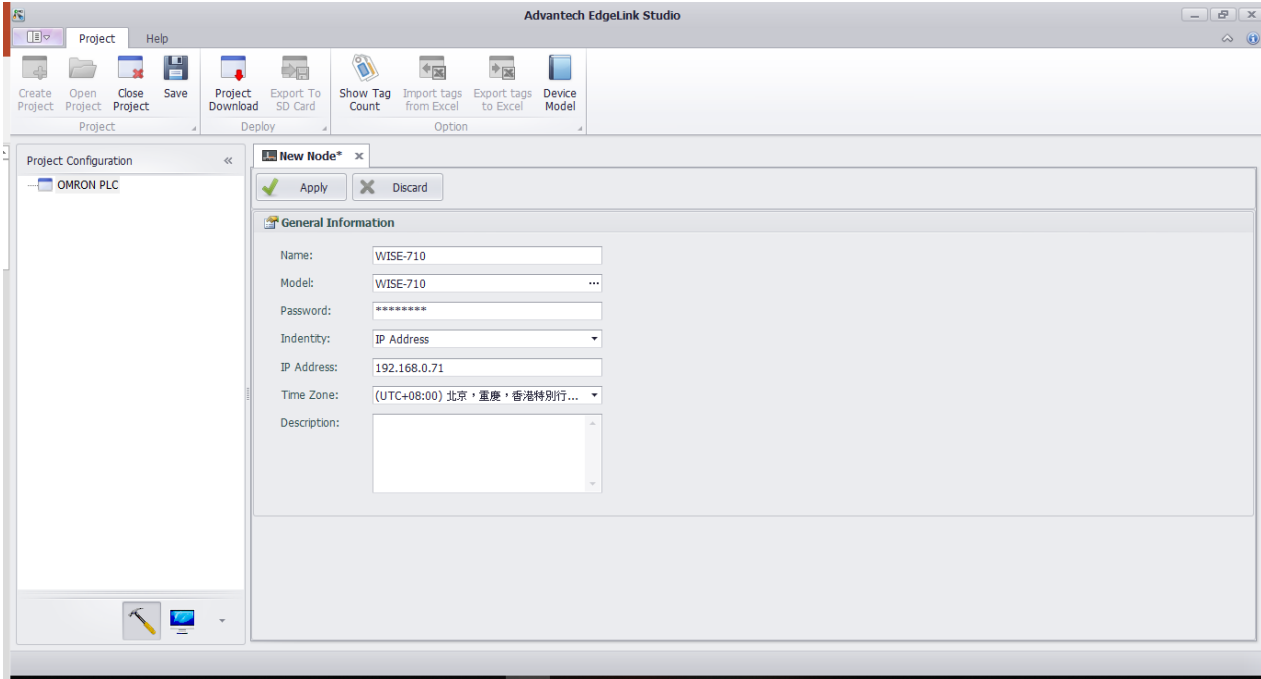 Advantech EdgeLink Studio
Project Help
Create Project Open Project Close Project Save Project Download Export To SD Card Show Tag Count Import tags from Excel Export tags to Excel Device Model
Project Deploy Option
Project Configuration «
OMRON PLC
New Node*
Apply Discard
General Information
Name: WISE-710
Model: WISE-710 ...
Password: ********
Indentity: IP Address
IP Address: 192.168.0.71
Time Zone: (UTC+08:00) 北京，重慶，香港特別行...
Description: